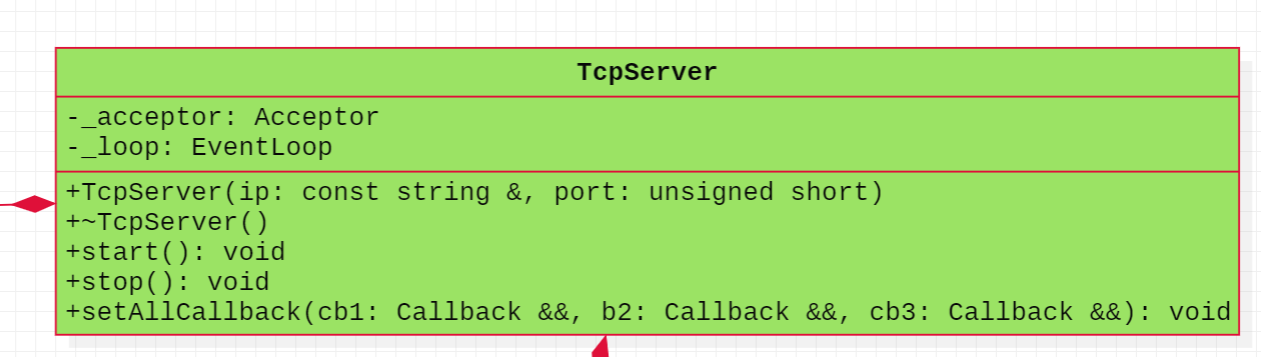 TcpServer
-_acceptor: Acceptor
-_loop: EventLoop
+TcpServer(ip: const string &, port: unsigned short)
+~TcpServer()
+start(): void
+stop(): void
+setAllCallback(cb1: Callback &&, b2: Callback &&, cb3: Callback &&): void